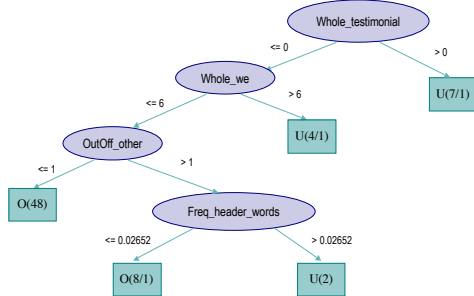 Whole_testimonial
<= 0
> 0
Whole_we
U(7/1)
<= 6
> 6
OutOff_other
U(4/1)
<= 1
> 1
O(48)
Freq_header_words
<= 0.02652
> 0.02652
O(8/1)
U(2)